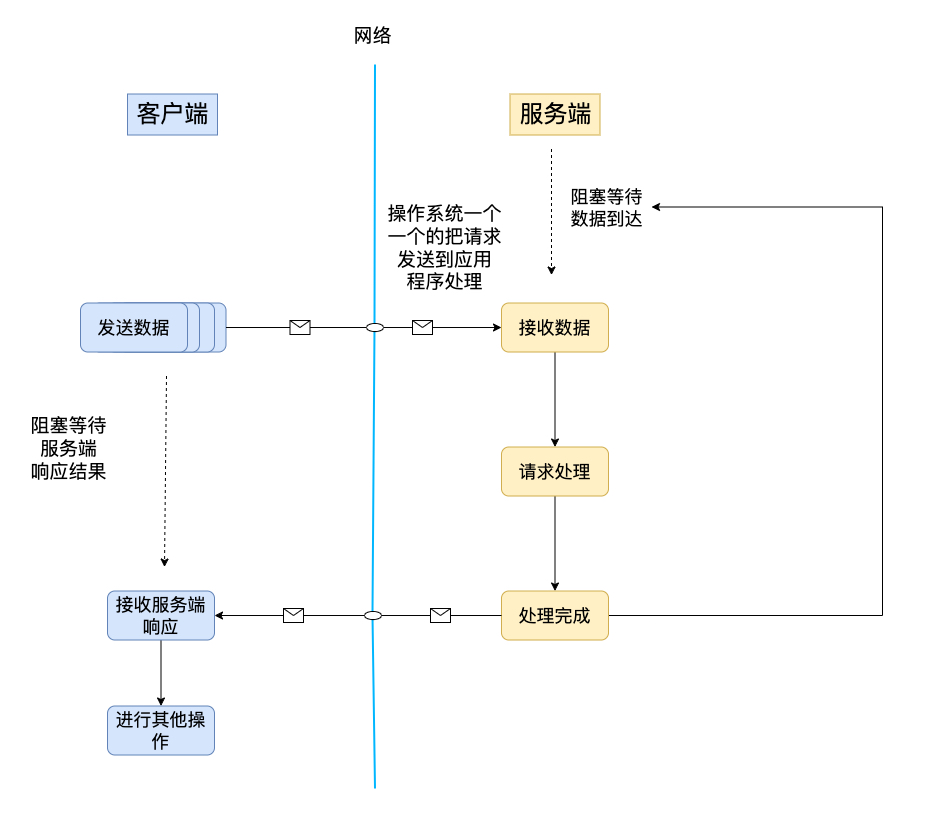 网络
客户端
服务端
阻塞等待
数据到达
操作系统一个
一个的把请求
发送到应用
程序处理
发送数据
接收数据
阻塞等待
服务端
响应结果
请求处理
接收服务端
响应
处理完成
进行其他操
作